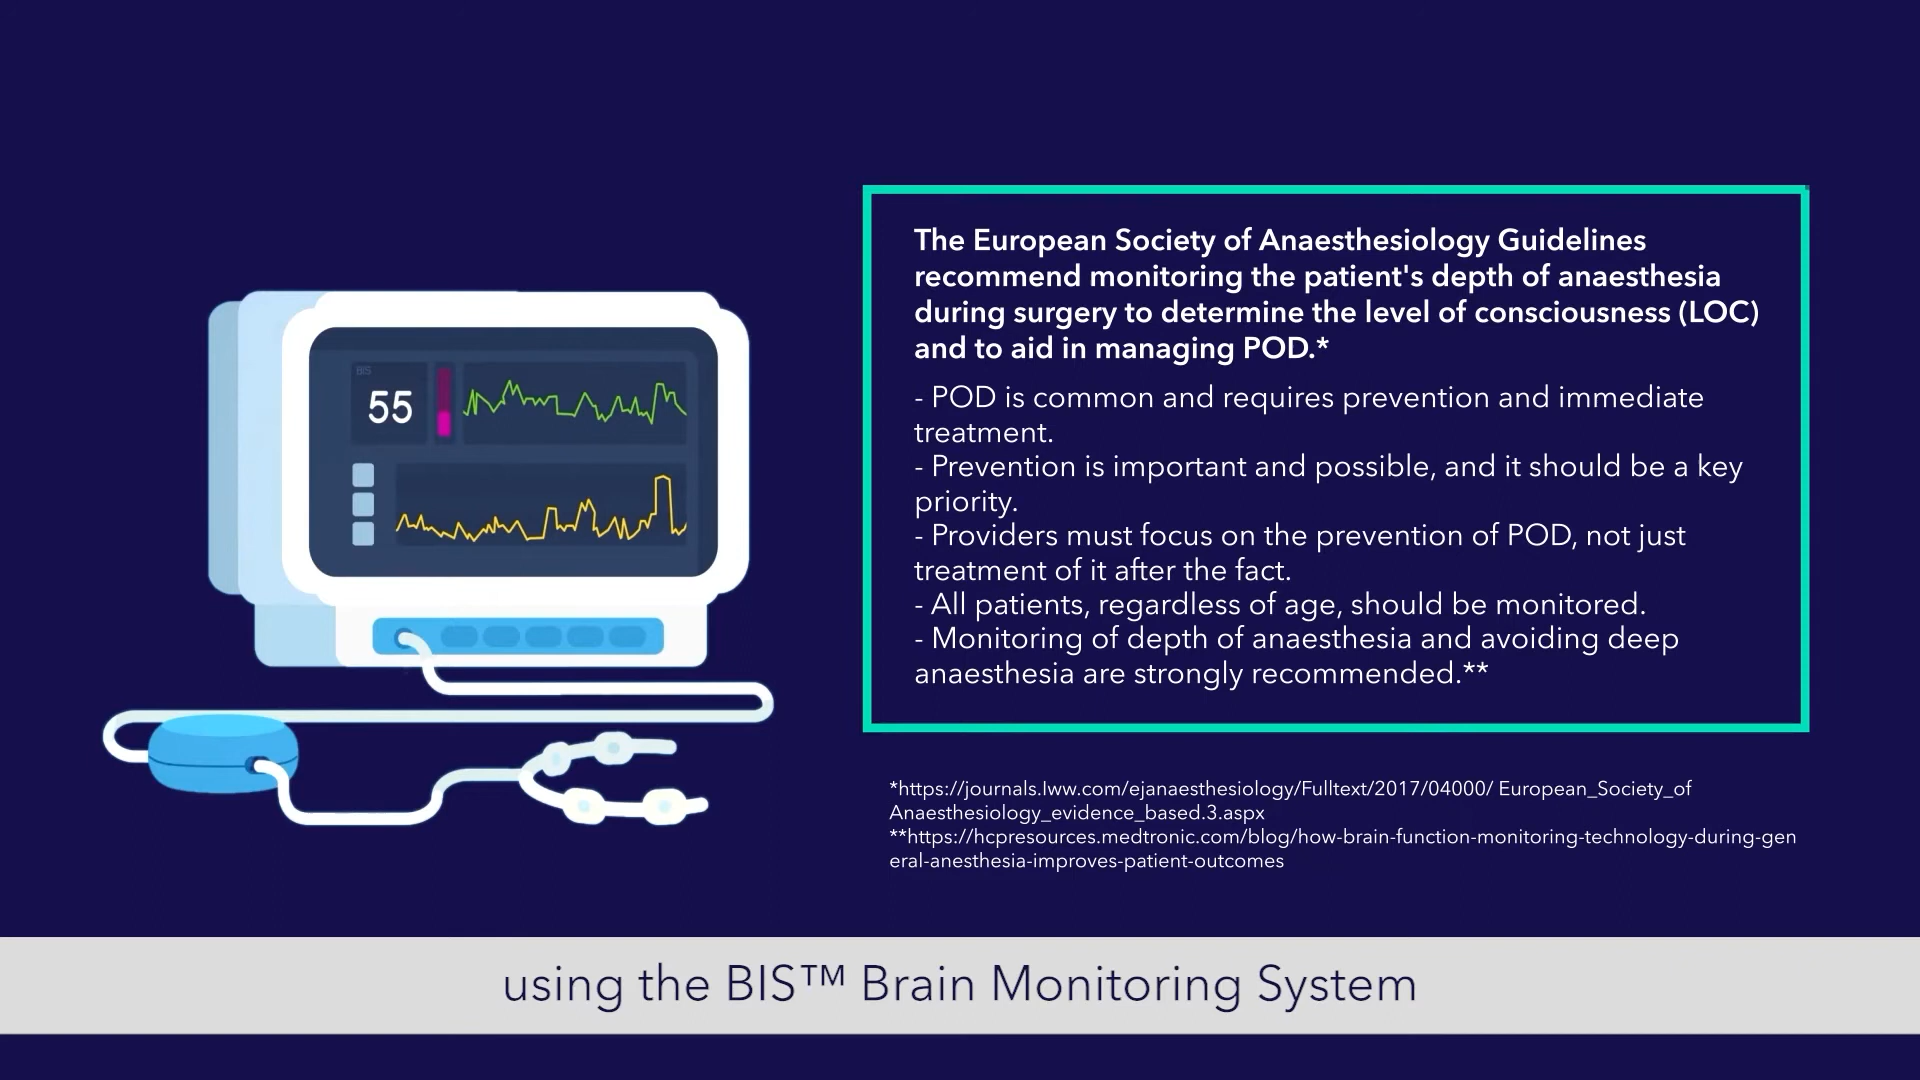 The European Society of Anaesthesiology Guidelines
recommend monitoring the patient's depth of anaesthesia
during surgery to determine the level of consciousness (LOC)
and to aid in managing POD.*
- POD is common and requires prevention and immediate
treatment.
- Prevention is important and possible, and it should be a key
priority.
- Providers must focus on the prevention of POD, not just
treatment of it after the fact.
- All patients, regardless of age, should be monitored.
- Monitoring of depth of anaesthesia and avoiding deep
anaesthesia are strongly recommended.**
BIS
55
*https://journals.lww.com/ejanaesthesiology/Fulltext/2017/04000/ European_Society_of
Anaesthesiology_evidence_based.3.aspx
**https://hcpresources.medtronic.com/blog/how-brain-function-monitoring-technology-during-gen
eral-anesthesia-improves-patient-outcomes
using the BIS™ Brain Monitoring System